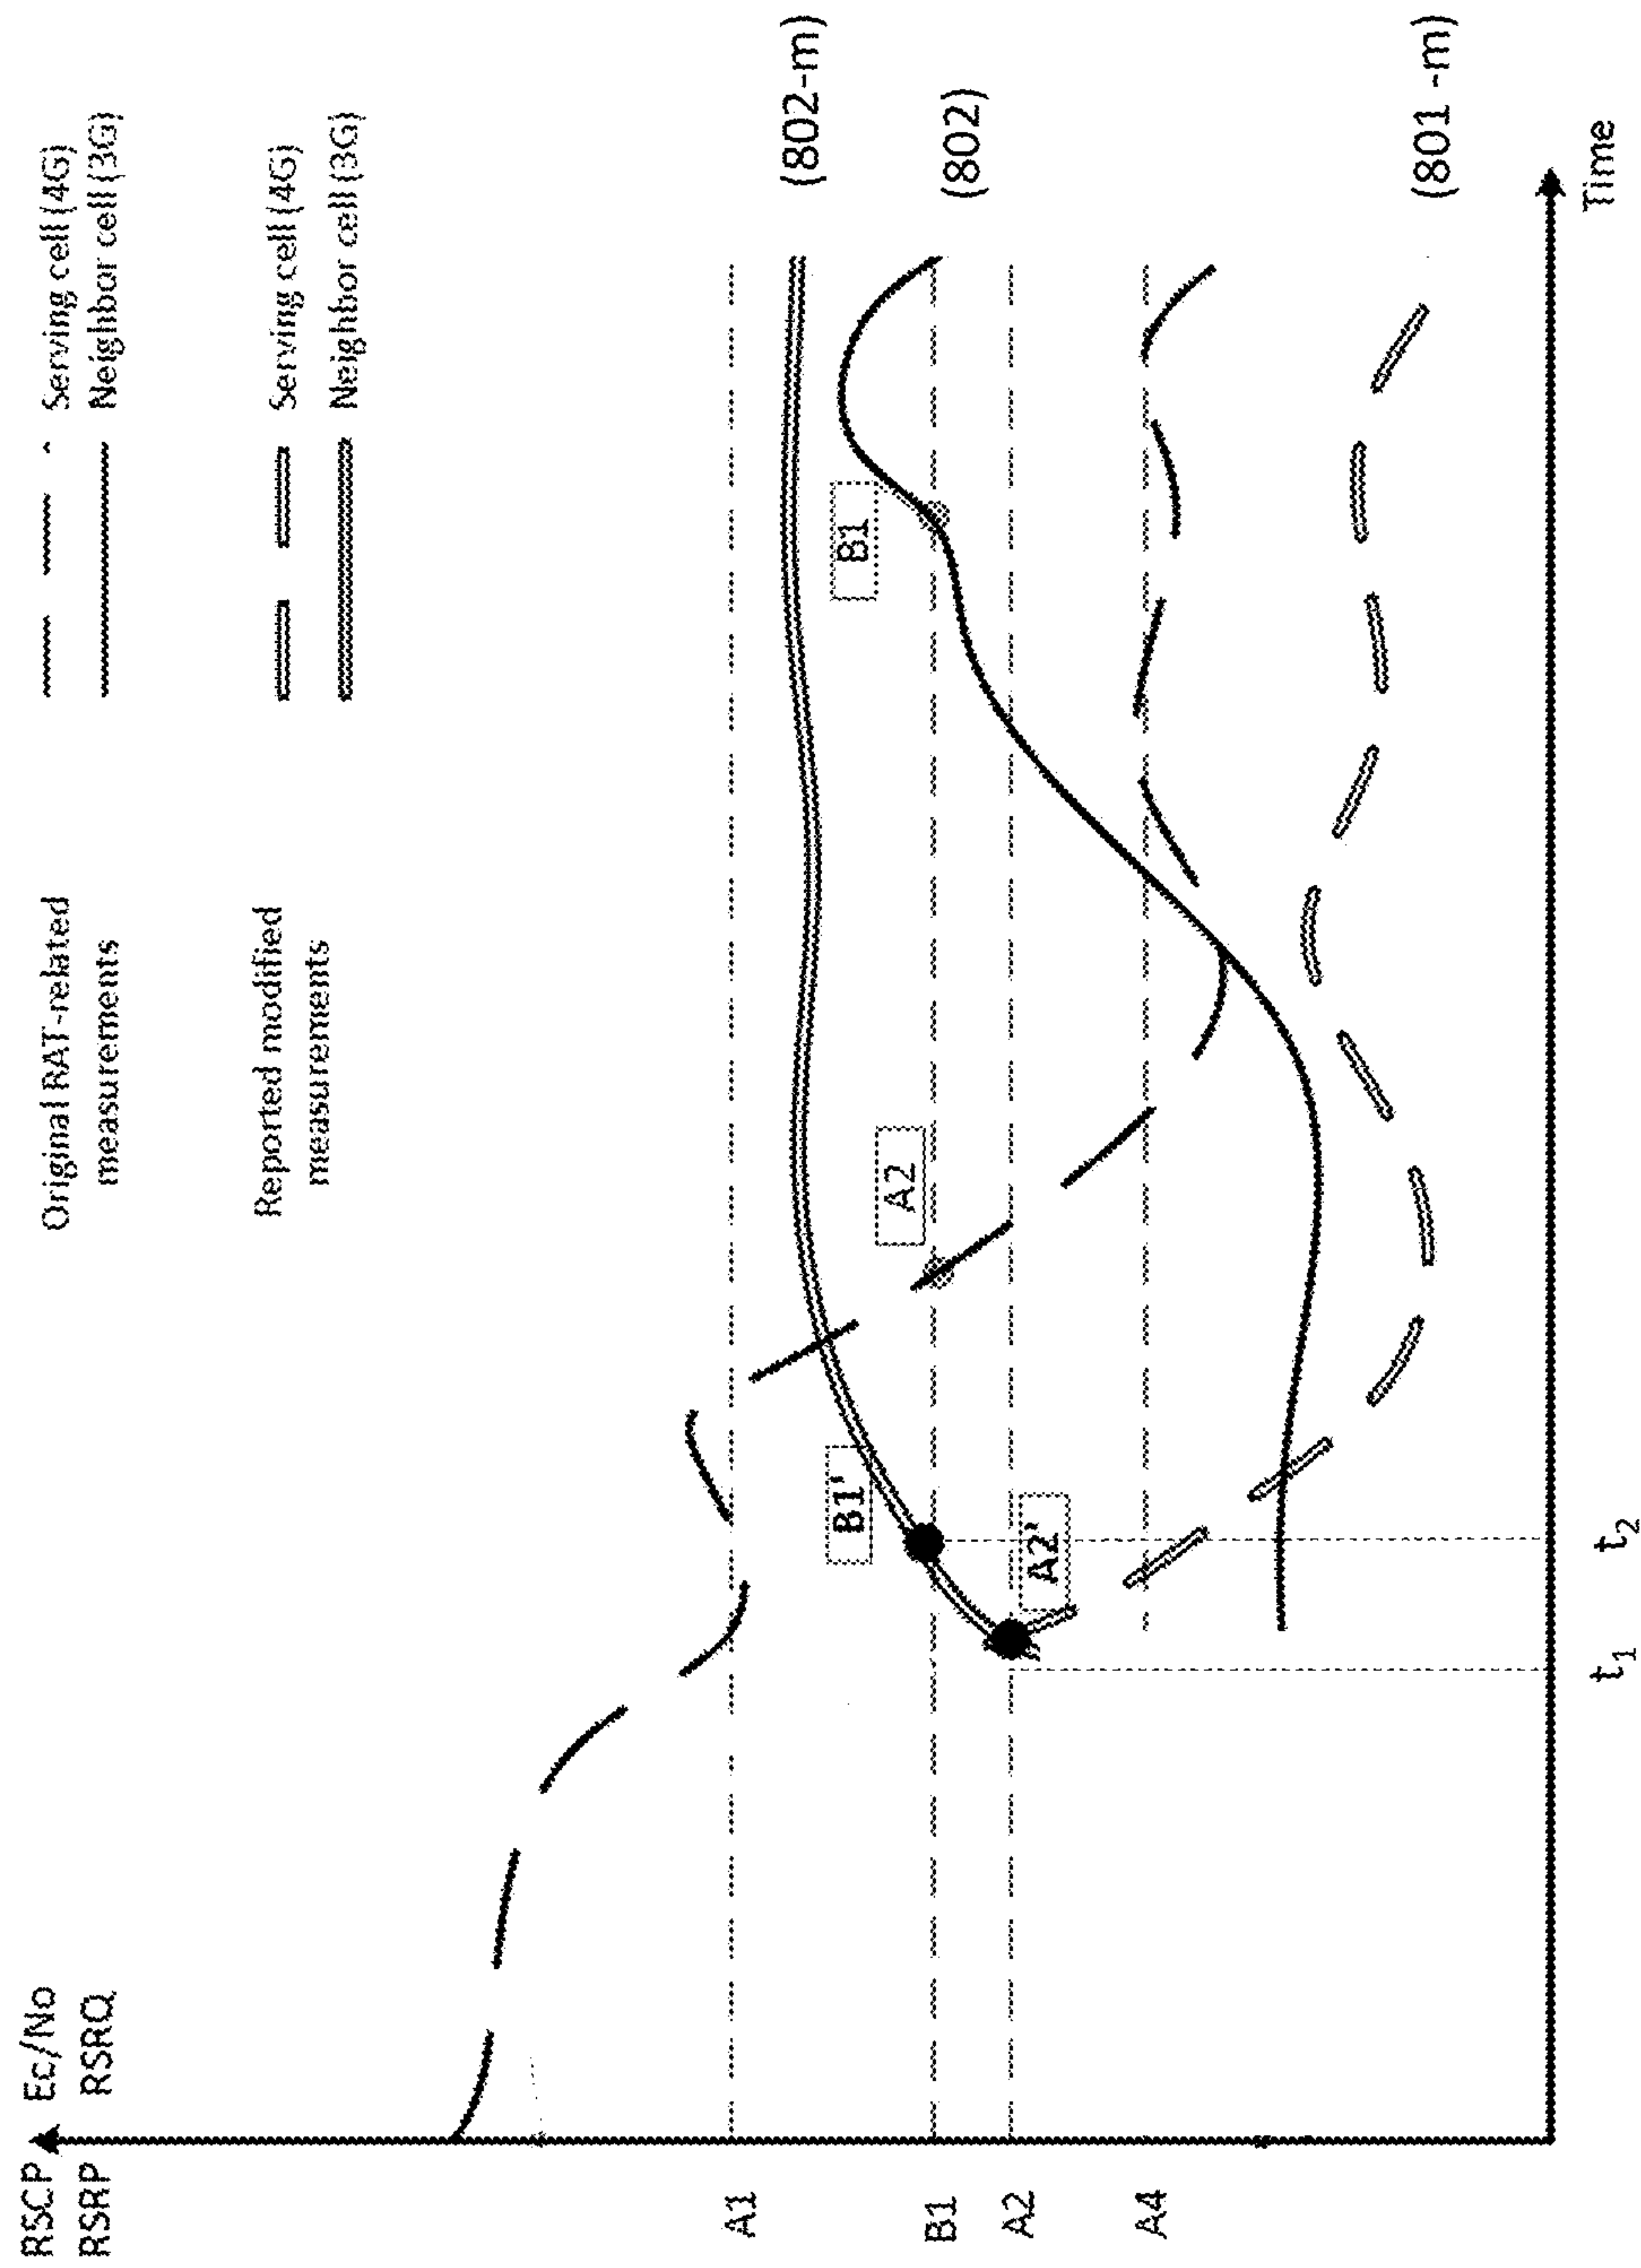 RSCP Ec/No
RSRP RSRQ
Original RAT-related
measurements
Serving cell (4G)
Neighbor cell (3G)
Reported modified
measurements
Serving cell (4G)
Neighbor cell (3G)
A1
B1
A2
A4
B1'
A2'
A2
B1
(802-m)
(802)
(801 -m)
t1
t2
Time